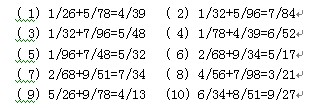 ( 1) 1/26+5/78=4/39 ( 2) 1/32+5/96=7/84
( 3) 1/32+7/96=5/48 ( 4) 1/78+4/39=6/52
( 5) 1/96+7/48=5/32 ( 6) 2/68+9/34=5/17
( 7) 2/68+9/51=7/34 ( 8) 4/56+7/98=3/21
( 9) 5/26+9/78=4/13 (10) 6/34+8/51=9/27